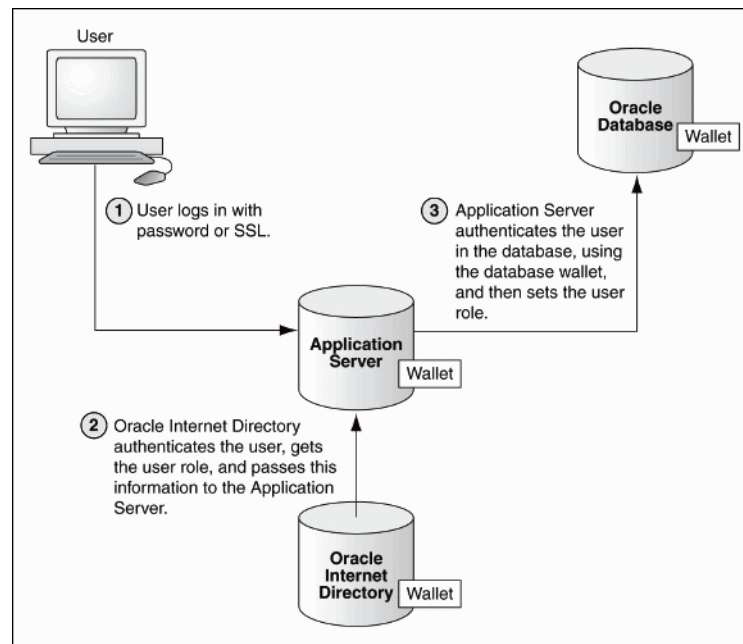 User
Oracle
Database
Wallet
1 User logs in with
password or SSL.
3 Application Server
authenticates the user
in the database, using
the database wallet,
and then sets the user
role.
Application
Server
Wallet
2 Oracle Internet Directory
authenticates the user, gets
the user role, and passes this
information to the Application
Server.
Oracle
Internet
Directory
Wallet